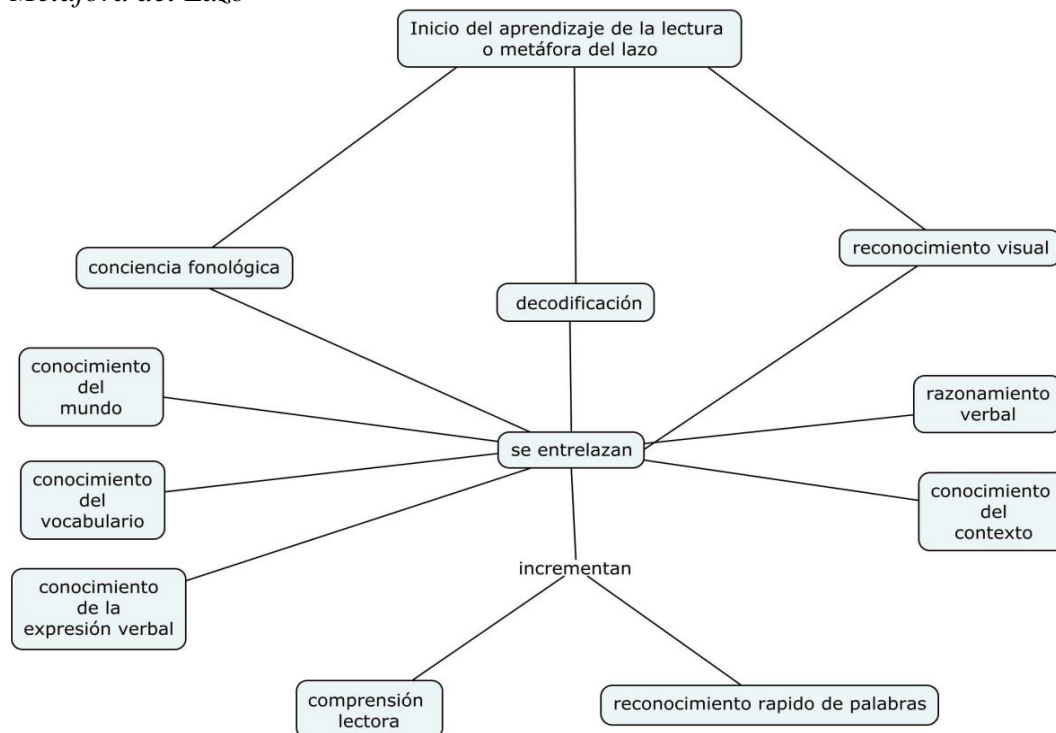 Metáfora del Lazo
Inicio del aprendizaje de la lectura
o metáfora del lazo
conciencia fonológica
decodificación
reconocimiento visual
conocimiento
del
mundo
razonamiento
verbal
se entrelazan
conocimiento
del
vocabulario
conocimiento
del
contexto
incrementan
conocimiento
de la
expresión verbal
comprensión
lectora
reconocimiento rapido de palabras